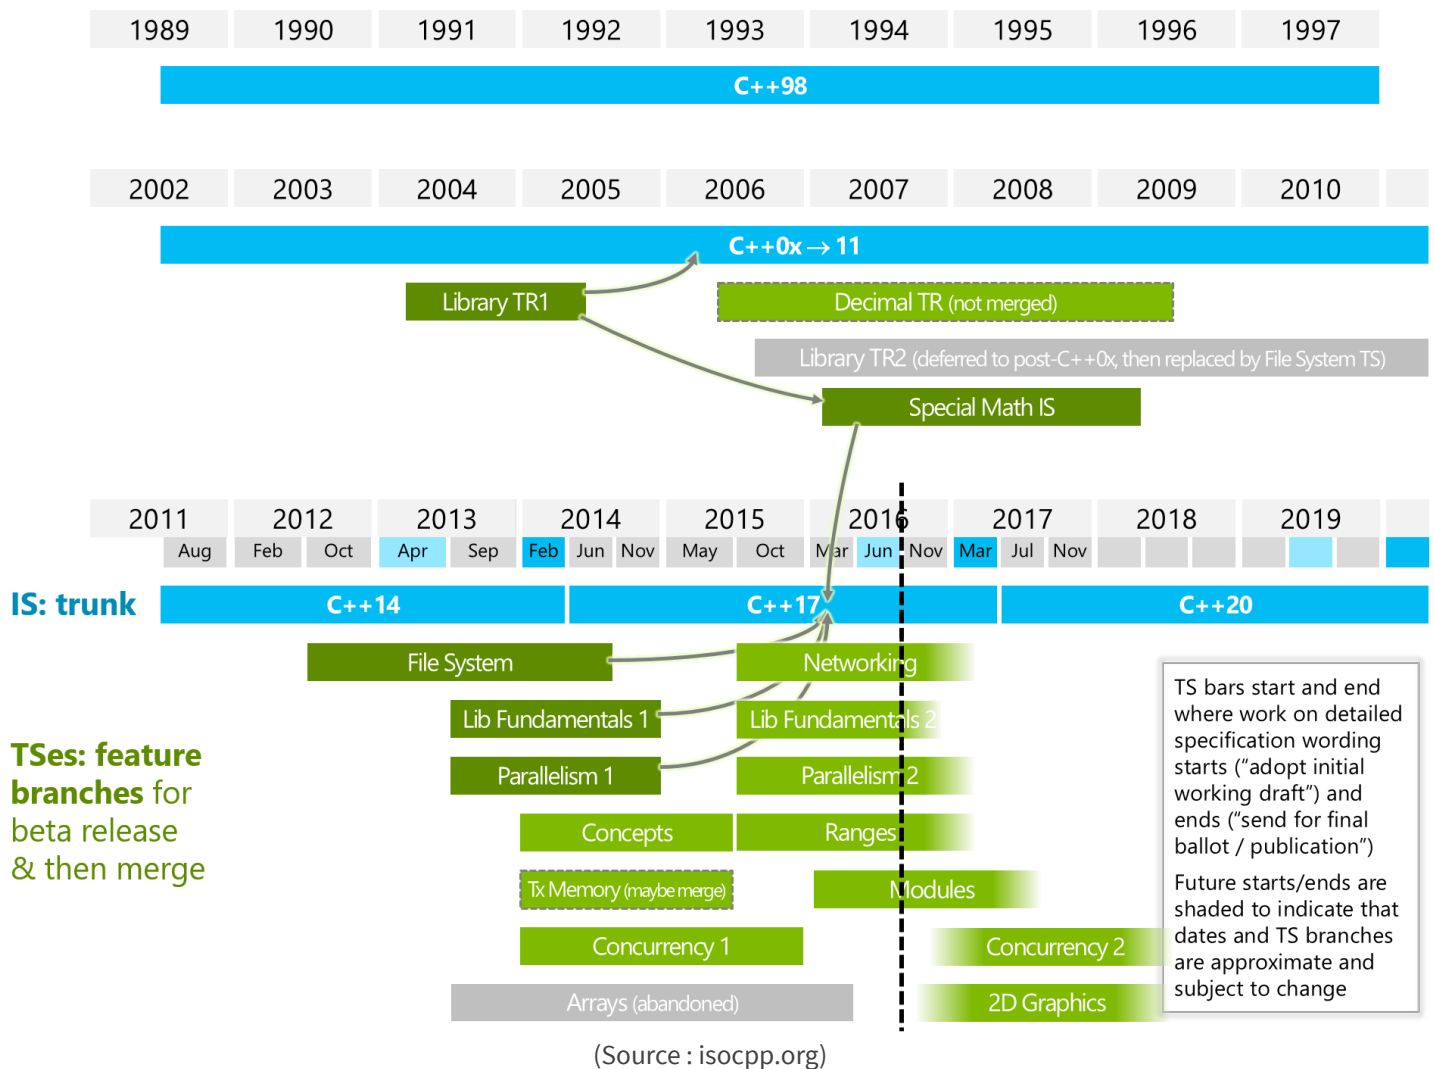 1989 1990 1991 1992 1993 1994 1995 1996 1997
C++98
2002 2003 2004 2005 2006 2007 2008 2009 2010
C++0x → 11
Library TR1
Decimal TR (not merged)
Library TR2 (deferred to post-C++0x, then replaced by File System TS)
Special Math IS
2011 2012 2013 2014 2015 2016 2017 2018 2019
Aug Feb Oct Apr Sep Feb Jun Nov May Oct Mar Jun Nov Mar Jul Nov
IS: trunk
C++14 C++17 C++20
File System Networking
Lib Fundamentals 1 Lib Fundamentals 2
Parallelism 1 Parallelism 2
Concepts Ranges
Tx Memory (maybe merge) Modules
Concurrency 1 Concurrency 2
Arrays (abandoned) 2D Graphics
TSes: feature
branches for
beta release
& then merge
TS bars start and end
where work on detailed
specification wording
starts (“adopt initial
working draft”) and
ends (“send for final
ballot / publication”)
Future starts/ends are
shaded to indicate that
dates and TS branches
are approximate and
subject to change
(Source : isocpp.org)